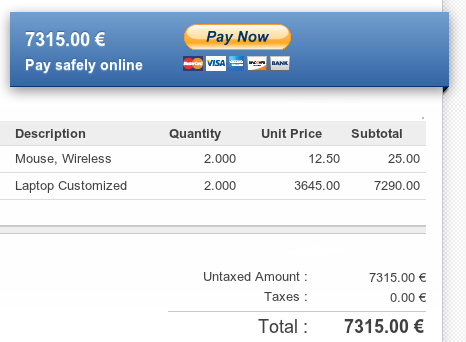 7315.00 €
Pay Now
Pay safely online
MasterCard VISA DISCOVER BANK
Description Quantity Unit Price Subtotal
Mouse, Wireless 2.000 12.50 25.00
Laptop Customized 2.000 3645.00 7290.00
Untaxed Amount : 7315.00 €
Taxes : 0.00 €
Total : 7315.00 €